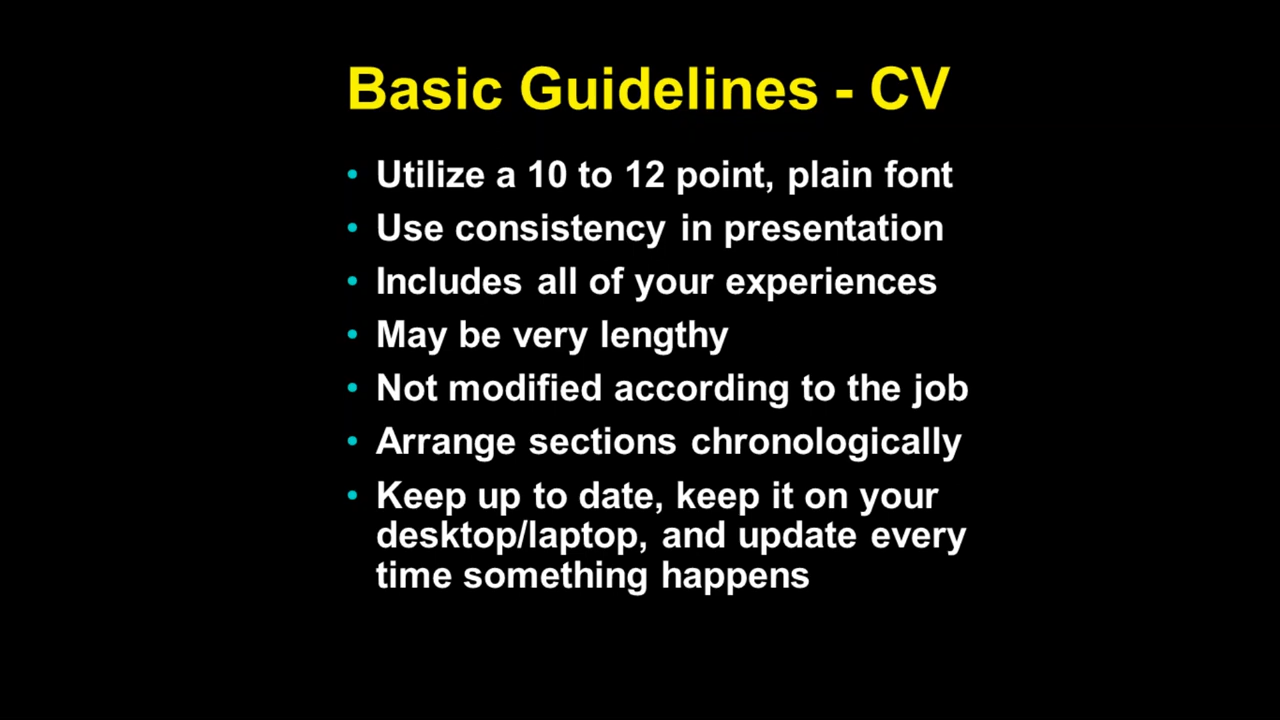 Basic Guidelines - CV
• Utilize a 10 to 12 point, plain font
• Use consistency in presentation
• Includes all of your experiences
• May be very lengthy
• Not modified according to the job
• Arrange sections chronologically
• Keep up to date, keep it on your
desktop/laptop, and update every
time something happens